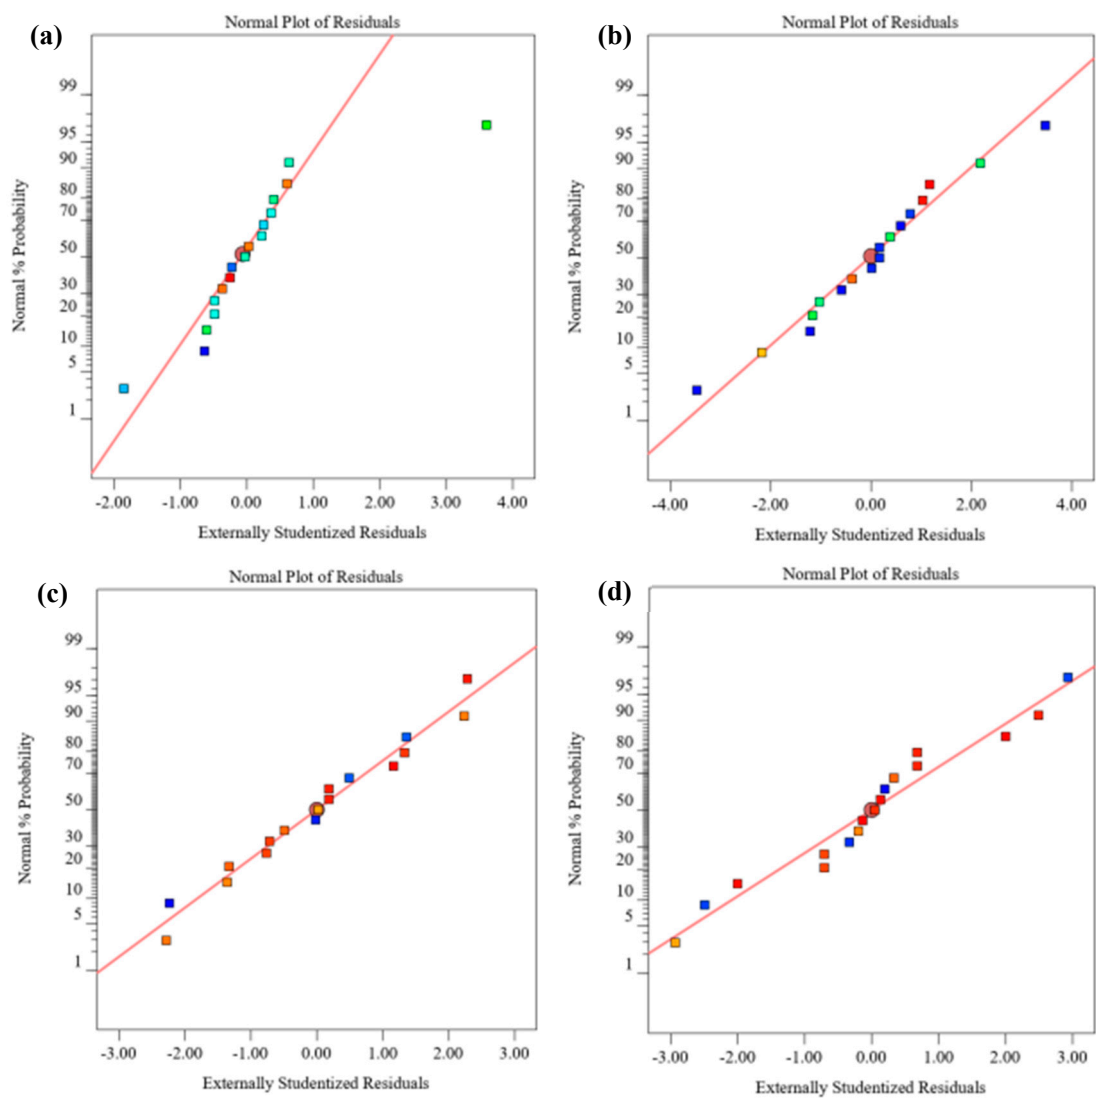 (a)
Normal Plot of Residuals
99
95
90
80
70
50
30
20
10
5
1
Normal % Probability
-2.00 -1.00 0.00 1.00 2.00 3.00 4.00
Externally Studentized Residuals
(b)
Normal Plot of Residuals
99
95
90
80
70
50
30
20
10
5
1
Normal % Probability
-4.00 -2.00 0.00 2.00 4.00
Externally Studentized Residuals
(c)
Normal Plot of Residuals
99
95
90
80
70
50
30
20
10
5
1
Normal % Probability
-3.00 -2.00 -1.00 0.00 1.00 2.00 3.00
Externally Studentized Residuals
(d)
Normal Plot of Residuals
99
95
90
80
70
50
30
20
10
5
1
Normal % Probability
-3.00 -2.00 -1.00 0.00 1.00 2.00 3.00
Externally Studentized Residuals